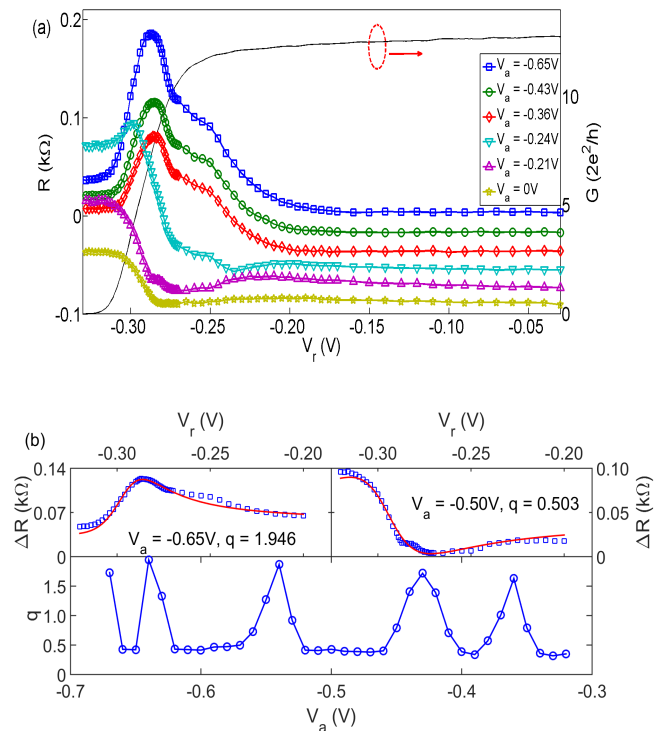 (a)
0.2
0.1
0
-0.1
R (kΩ)
V_a = -0.65V
V_a = -0.43V
V_a = -0.36V
V_a = -0.24V
V_a = -0.21V
V_a = 0V
10
5
0
G (2e²/h)
-0.30 -0.25 -0.20 -0.15 -0.10 -0.05
V_r (V)
(b)
V_r (V) V_r (V)
-0.30 -0.25 -0.20 -0.30 -0.25 -0.20
0.14
0.07
0
ΔR (kΩ)
V_a = -0.65V, q = 1.946
V_a = -0.50V, q = 0.503
0.10
0.05
0
ΔR (kΩ)
1.5
1.0
0.5
0
q
-0.7 -0.6 -0.5 -0.4 -0.3
V_a (V)